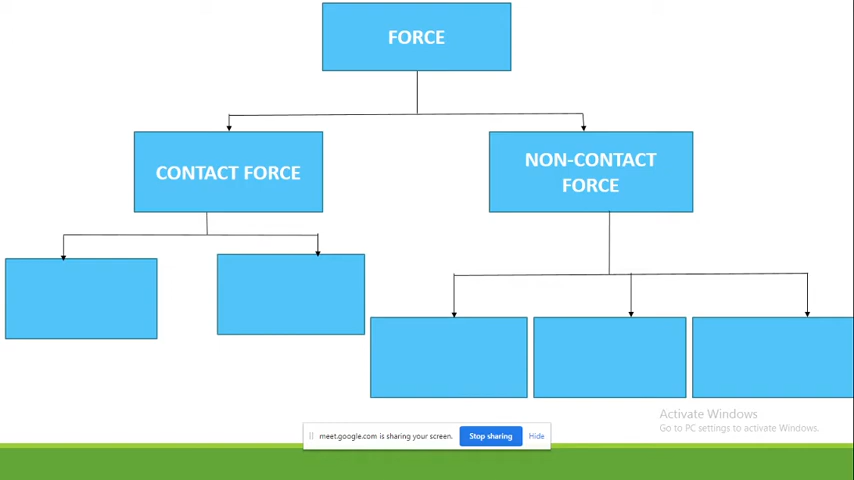 FORCE
CONTACT FORCE
NON-CONTACT
FORCE
Activate Windows
Go to PC settings to activate Windows.
meet.google.com is sharing your screen.
Stop sharing
Hide